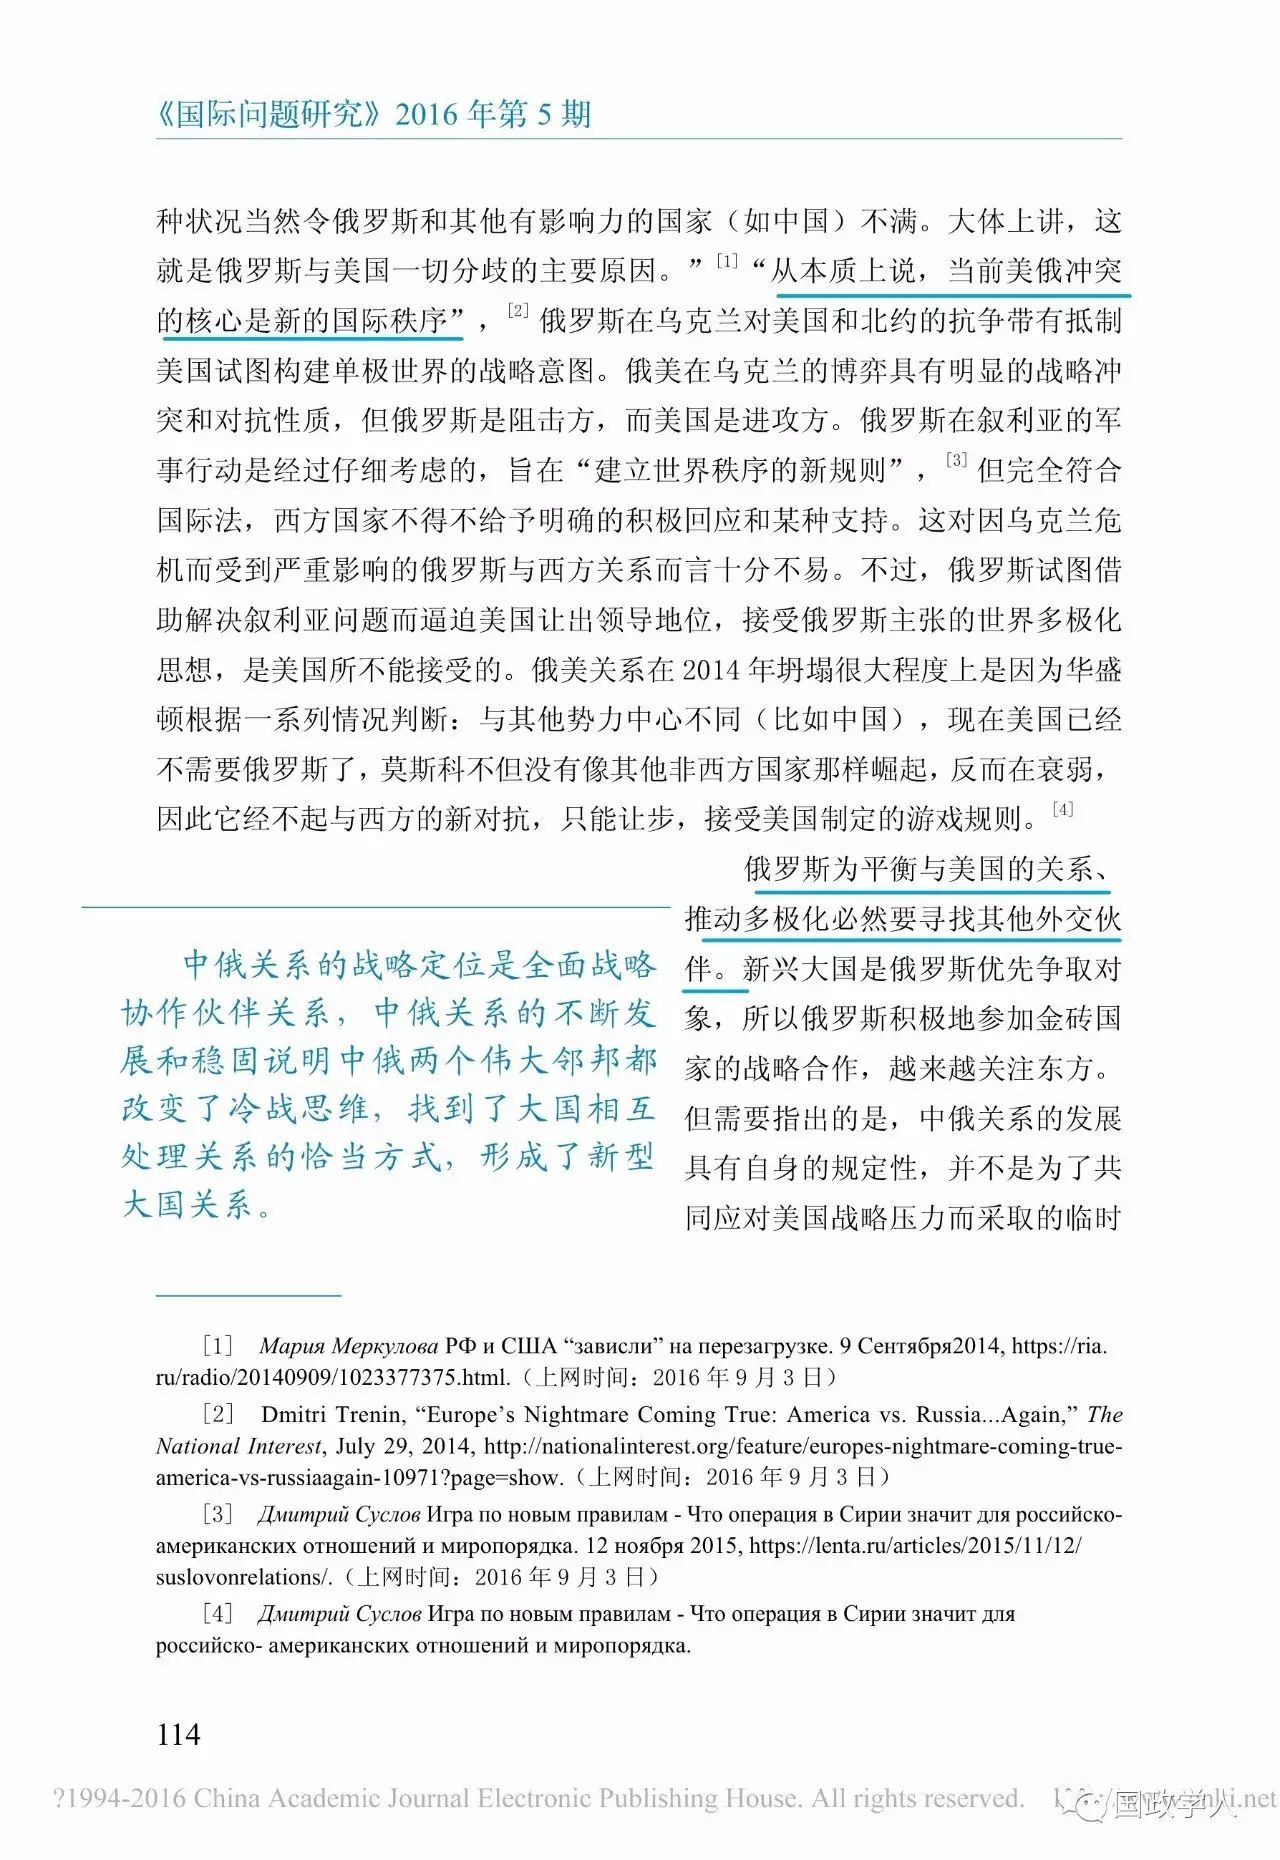 《国际问题研究》2016 年第 5 期
种状况当然令俄罗斯和其他有影响力的国家（如中国）不满。大体上讲，这
就是俄罗斯与美国一切分歧的主要原因。”[1]“从本质上说，当前美俄冲突
的核心是新的国际秩序”，[2] 俄罗斯在乌克兰对美国和北约的抗争带有抵制
美国试图构建单极世界的战略意图。俄美在乌克兰的博弈具有明显的战略冲
突和对抗性质，但俄罗斯是阻击方，而美国是进攻方。俄罗斯在叙利亚的军
事行动是经过仔细考虑的，旨在“建立世界秩序的新规则”，[3] 但完全符合
国际法，西方国家不得不给予明确的积极回应和某种支持。这对因乌克兰危
机而受到严重影响的俄罗斯与西方关系而言十分不易。不过，俄罗斯试图借
助解决叙利亚问题而逼迫美国让出领导地位，接受俄罗斯主张的世界多极化
思想，是美国所不能接受的。俄美关系在 2014 年坍塌很大程度上是因为华盛
顿根据一系列情况判断：与其他势力中心不同（比如中国），现在美国已经
不需要俄罗斯了，莫斯科不但没有像其他非西方国家那样崛起，反而在衰弱，
因此它经不起与西方的新对抗，只能让步，接受美国制定的游戏规则。[4]
俄罗斯为平衡与美国的关系、
推动多极化必然要寻找其他外交伙
伴。新兴大国是俄罗斯优先争取对
象，所以俄罗斯积极地参加金砖国
家的战略合作，越来越关注东方。
但需要指出的是，中俄关系的发展
具有自身的规定性，并不是为了共
同应对美国战略压力而采取的临时
中俄关系的战略定位是全面战略
协作伙伴关系，中俄关系的不断发
展和稳固说明中俄两个伟大邻邦都
改变了冷战思维，找到了大国相互
处理关系的恰当方式，形成了新型
大国关系。
[1] Мария Меркулова РФ и США “зависли” на перезагрузке. 9 Сентября2014, https://ria.
ru/radio/20140909/1023377375.html.（上网时间：2016 年 9 月 3 日）
[2] Dmitri Trenin, “Europe’s Nightmare Coming True: America vs. Russia...Again,” The
National Interest, July 29, 2014, http://nationalinterest.org/feature/europes-nightmare-coming-true-
america-vs-russiaagain-10971?page=show.（上网时间：2016 年 9 月 3 日）
[3] Дмитрий Суслов Игра по новым правилам - Что операция в Сирии значит для российско-
американских отношений и миропорядка. 12 ноября 2015, https://lenta.ru/articles/2015/11/12/
suslovonrelations/.（上网时间：2016 年 9 月 3 日）
[4] Дмитрий Суслов Игра по новым правилам - Что операция в Сирии значит для
российско- американских отношений и миропорядка.
114
?1994-2016 China Academic Journal Electronic Publishing House. All rights reserved.
国政学人